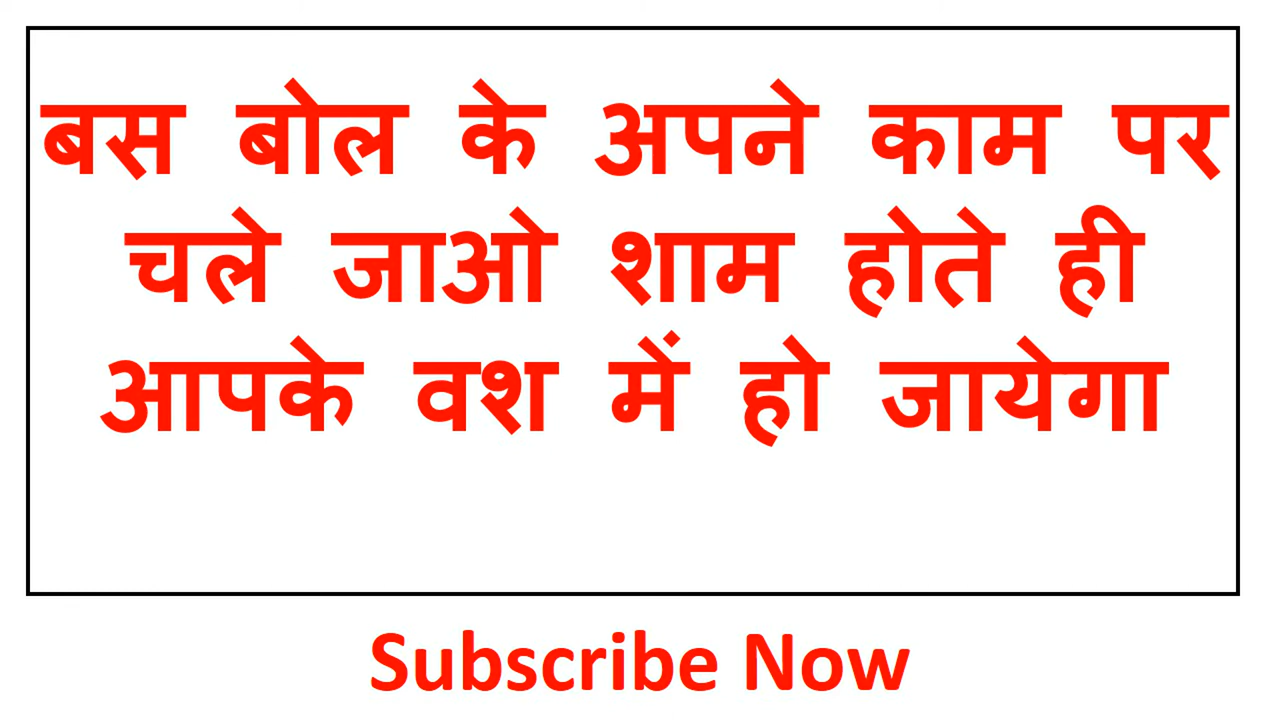 बस बोल के अपने काम पर
चले जाओ शाम होते ही
आपके वश में हो जायेगा
Subscribe Now